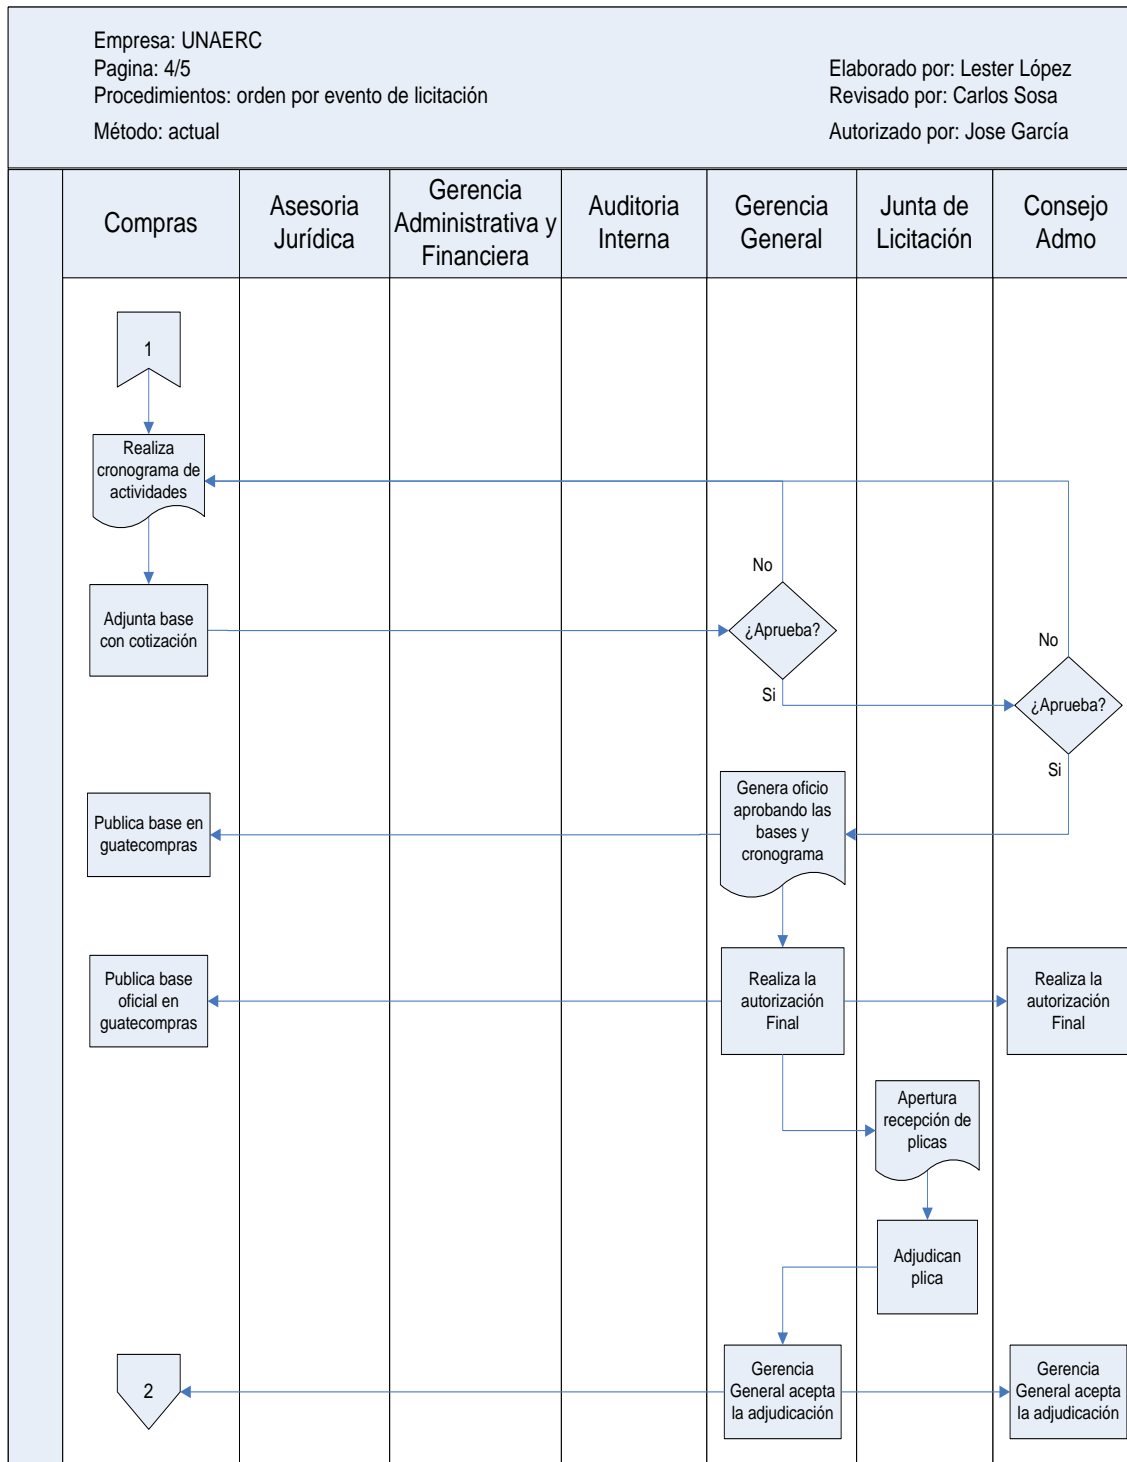 Empresa: UNAERC
Pagina: 4/5
Procedimientos: orden por evento de licitación
Método: actual
Elaborado por: Lester López
Revisado por: Carlos Sosa
Autorizado por: Jose García
Compras
Asesoria
Jurídica
Gerencia
Administrativa y
Financiera
Auditoria
Interna
Gerencia
General
Junta de
Licitación
Consejo
Admo
1
Realiza
cronograma de
actividades
No
Adjunta base
con cotización
¿Aprueba?
Si
No
¿Aprueba?
Si
Publica base en
guatecompras
Genera oficio
aprobando las
bases y
cronograma
Publica base
oficial en
guatecompras
Realiza la
autorización
Final
Realiza la
autorización
Final
Apertura
recepción de
plicas
Adjudican
plica
2
Gerencia
General acepta
la adjudicación
Gerencia
General acepta
la adjudicación